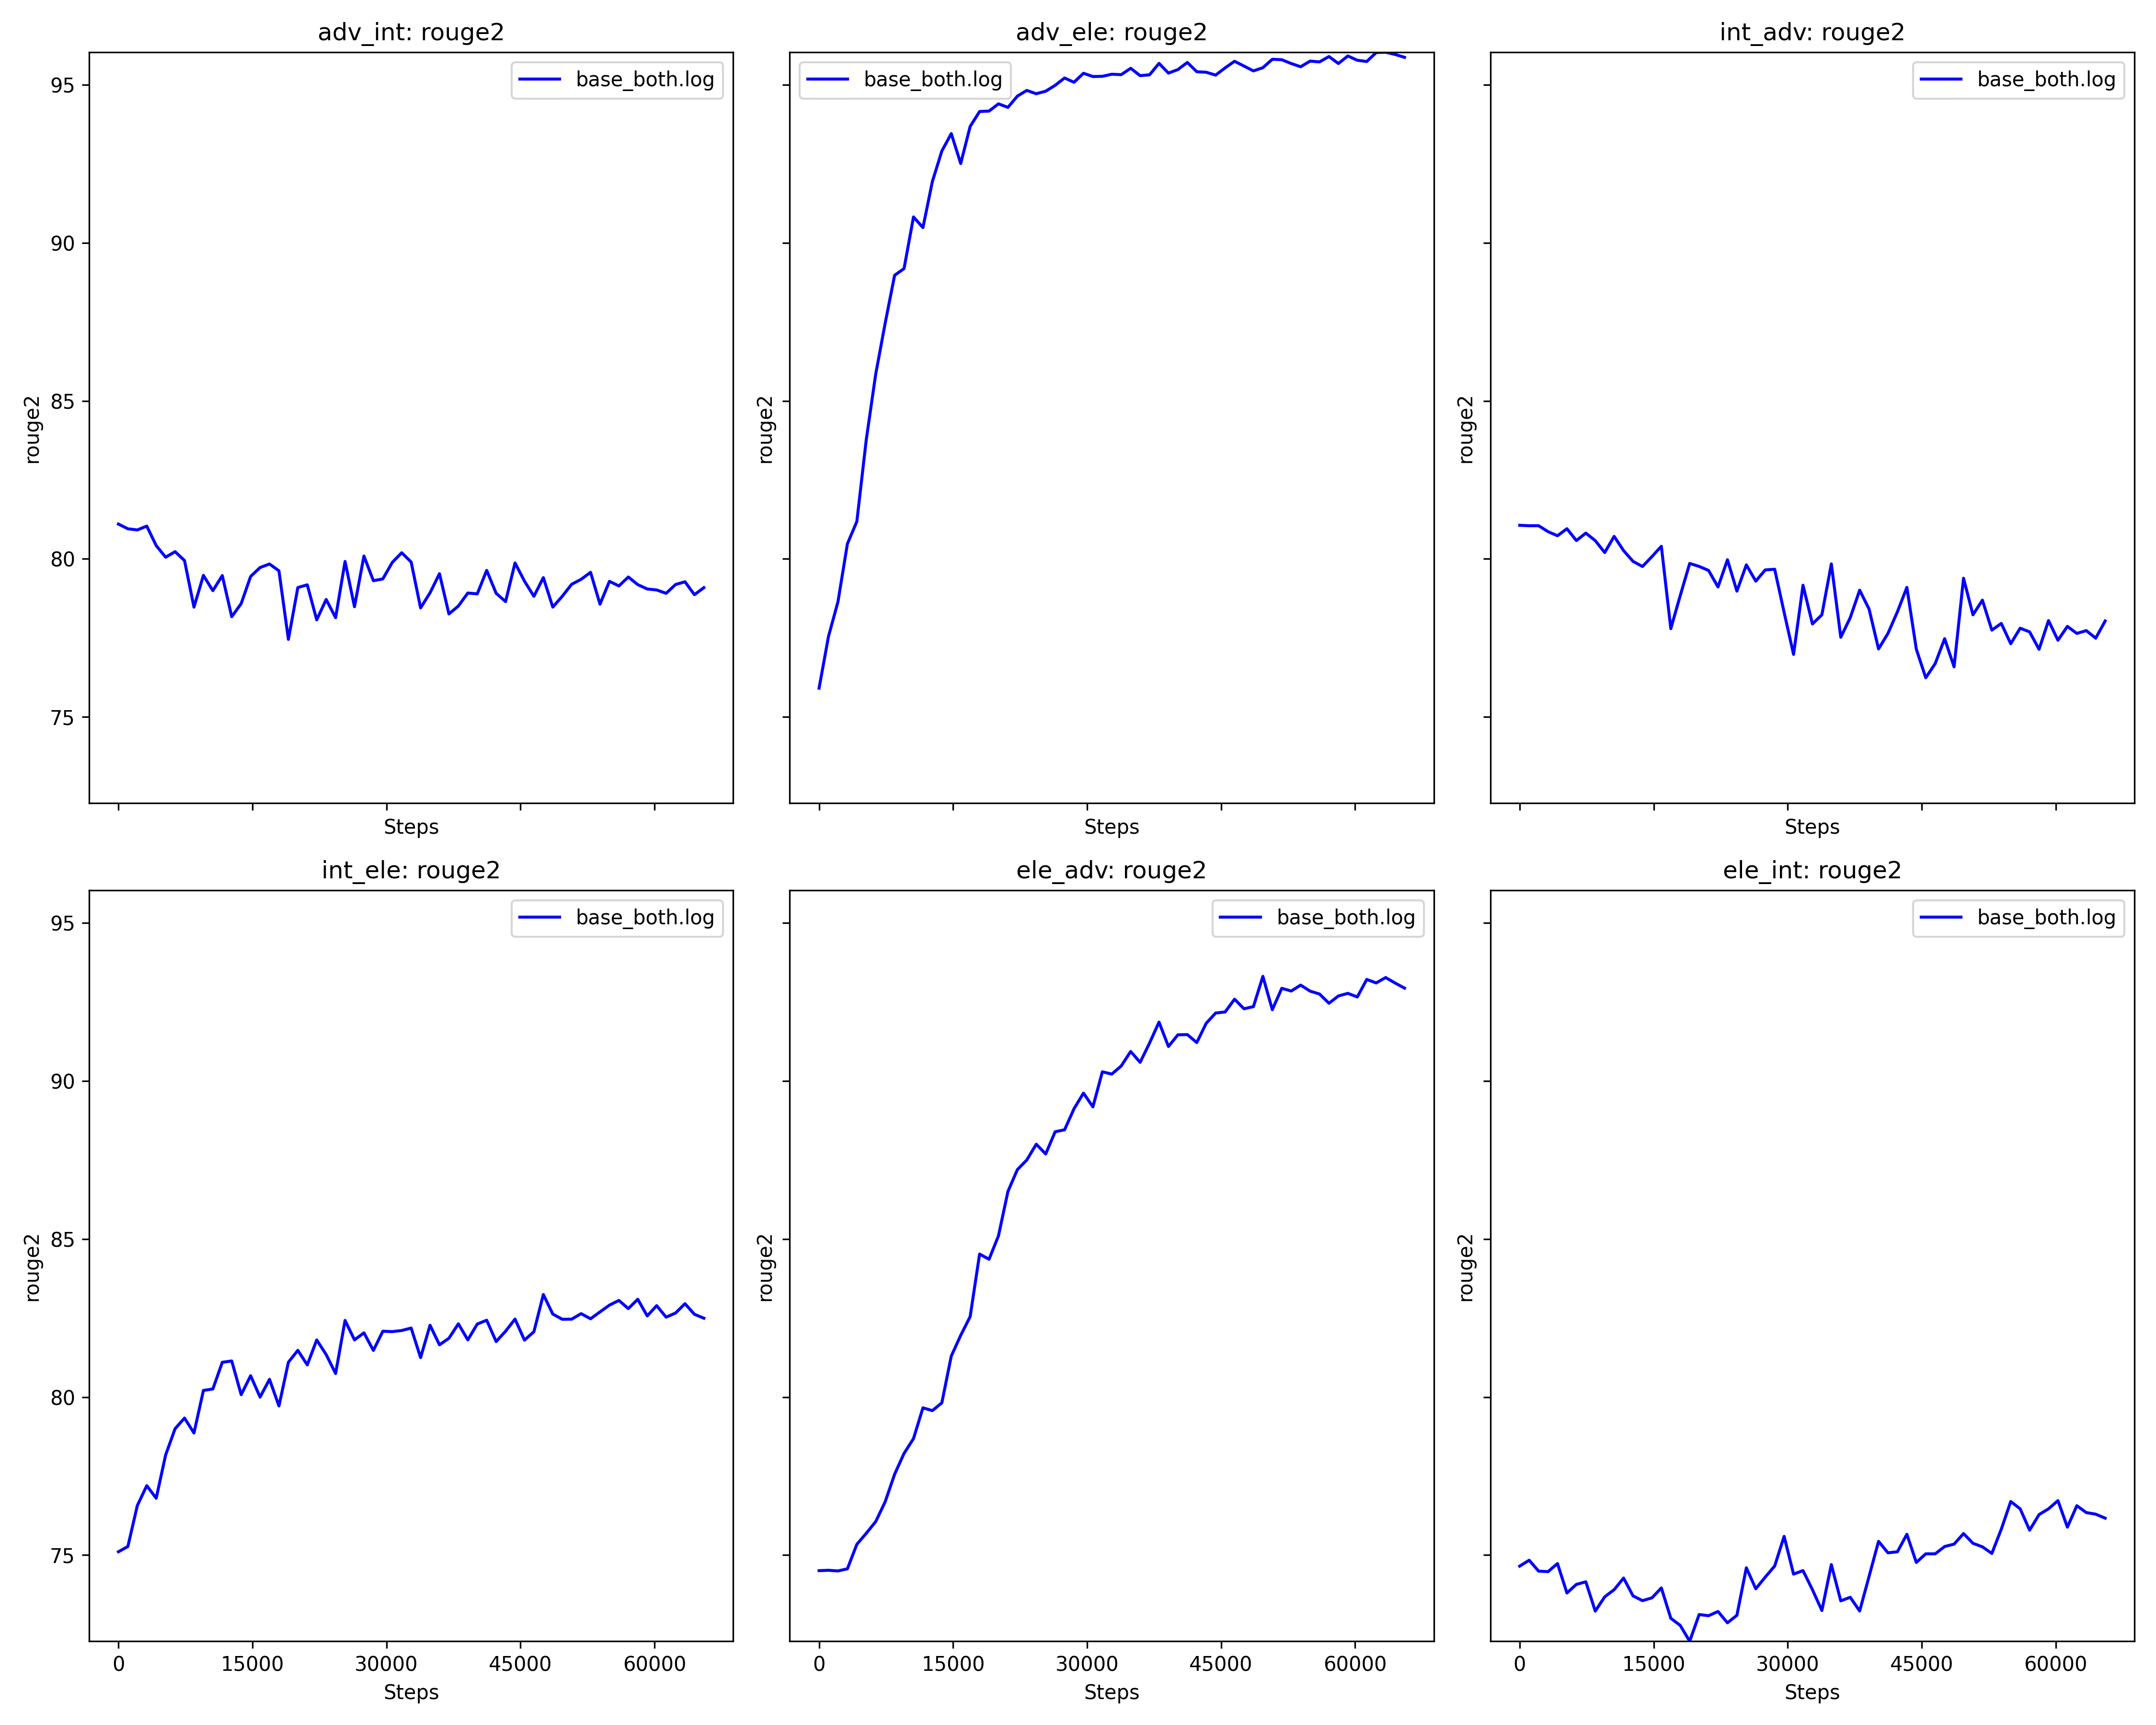 adv_int: rouge2
adv_ele: rouge2
int_adv: rouge2
base_both.log
base_both.log
base_both.log
95
90
85
80
75
rouge2
rouge2
rouge2
Steps
Steps
Steps
int_ele: rouge2
ele_adv: rouge2
ele_int: rouge2
base_both.log
base_both.log
base_both.log
95
90
85
80
75
rouge2
rouge2
rouge2
0 15000 30000 45000 60000
0 15000 30000 45000 60000
0 15000 30000 45000 60000
Steps
Steps
Steps